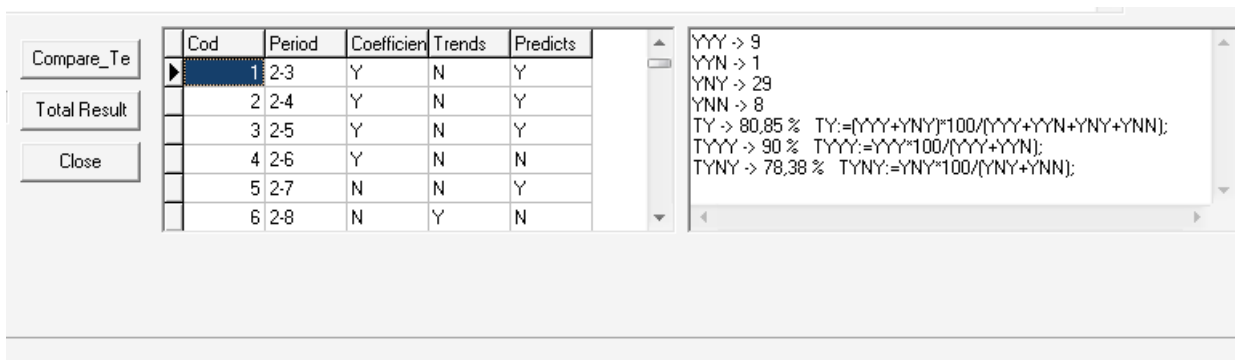 Compare_Te
Total Result
Close
Cod Period Coefficien Trends Predicts
1 2-3 Y N Y
2 2-4 Y N Y
3 2-5 Y N Y
4 2-6 Y N N
5 2-7 N N Y
6 2-8 N Y N
YYY -> 9
YYN -> 1
YNY -> 29
YNN -> 8
TY -> 80,85 % TY:=(YYY+YNY)*100/(YYY+YYN+YNY+YNN);
TYYY -> 90 % TYYY:=YYY*100/(YYY+YYN);
TYNY -> 78,38 % TYNY:=YNY*100/(YNY+YNN);